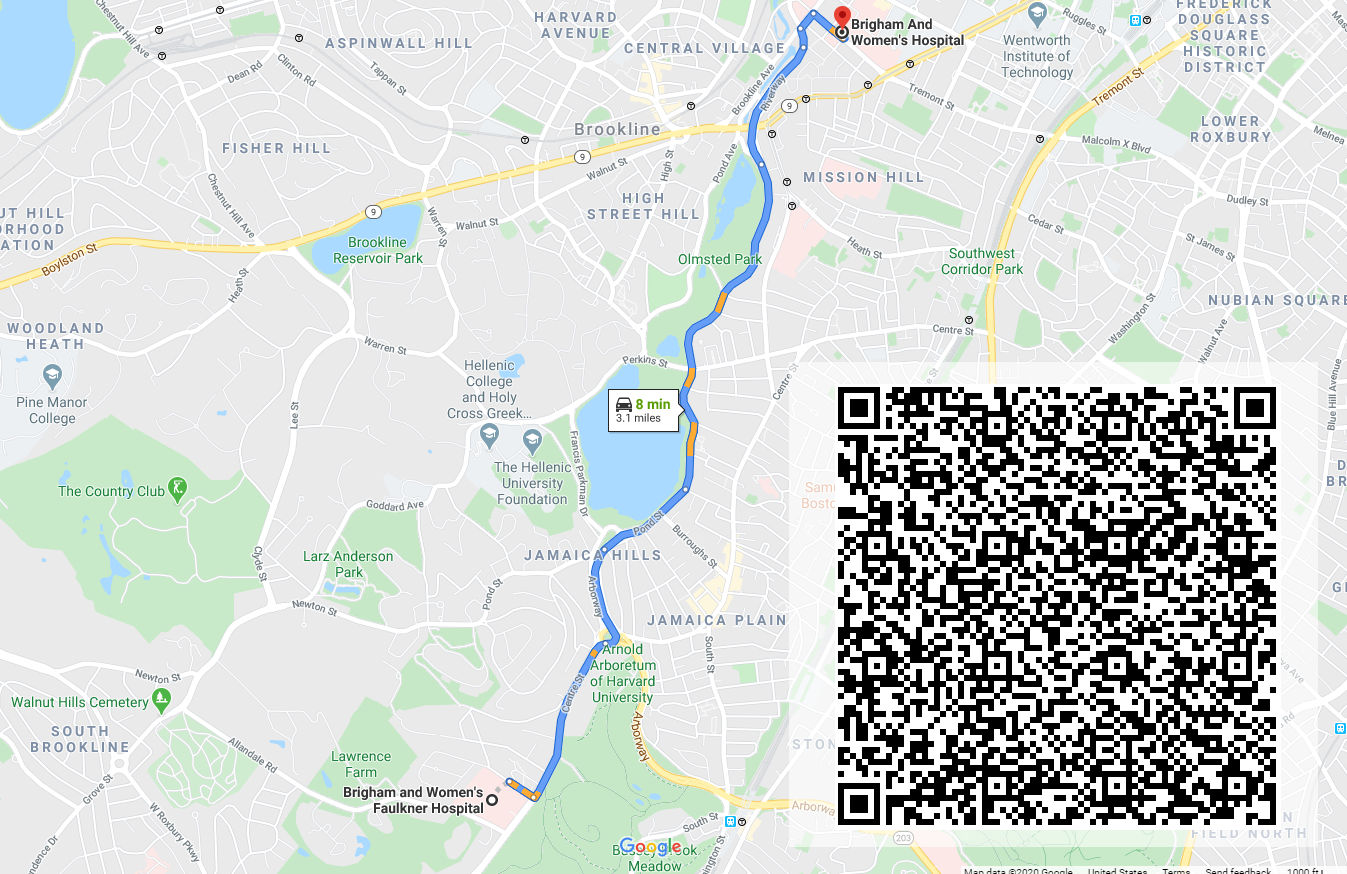 HARVARD
AVENUE
ASPINWALL HILL
CENTRAL VILLAGE
Brigham And
Women's Hospital
Wentworth
Institute of
Technology
Ruggles St
FREDERICK
DOUGLASS
SQUARE
HISTORIC
DISTRICT
Dean Rd
Clinton Rd
Tappan St
Brookline Ave
Riverway
9
Tremont St
Tremont St
LOWER
ROXBURY
Melnea
Malcolm X Blvd
Brookline
FISHER HILL
9
Walnut St
High St
Pond Ave
MISSION HILL
Chestnut Hill Ave
HIGH
STREET HILL
Dudley St
9
Warren St
Walnut St
Cedar St
UT HILL
ORHOOD
ATION
Boylston St
Brookline
Reservoir Park
Olmsted Park
Heath St
Southwest
Corridor Park
St James St
Heath St
Washington St
NUBIAN SQUARE
WOODLAND
HEATH
Warren St
Centre St
Walnut Ave
Perkins St
Hellenic
College
and Holy
Cross Greek...
Pine Manor
College
8 min
3.1 miles
Centre St
Blue Hill Avenue
Lee St
Francis Parkman Dr
The Hellenic
University
Foundation
The Country Club
Goddard Ave
Sam
Bosto
D
BR
Pond St
Burroughs St
JAMAICA HILLS
Larz Anderson
Park
Clyde St
Pond St
Arborway
Newton St
JAMAICA PLAIN
South St
Arnold
Arboretum
of Harvard
University
Centre St
Newton St
Walnut Hills Cemetery
SOUTH
BROOKLINE
Allandale Rd
Arborway
STON
Lawrence
Farm
Grove St
Brigham and Women's
Faulkner Hospital
W Roxbury Pkwy
South St
Arborwa
203
FIELD NORTH
Google
Meadow
Map data ©2020 Google
United States
Terms
Send feedback
1000 ft